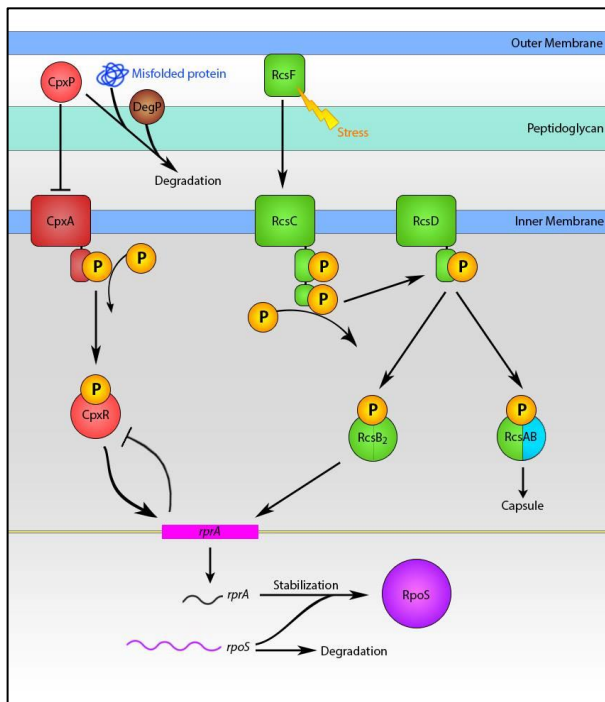 Outer Membrane
CpxP
Misfolded protein
RcsF
DegP
Stress
Peptidoglycan
Degradation
CpxA
RcsC
RcsD
Inner Membrane
P
P
P
P
P
P
P
P
CpxR
P
RcsB2
P
RcsAB
Capsule
rprA
rprA
Stabilization
RpoS
rpoS
Degradation